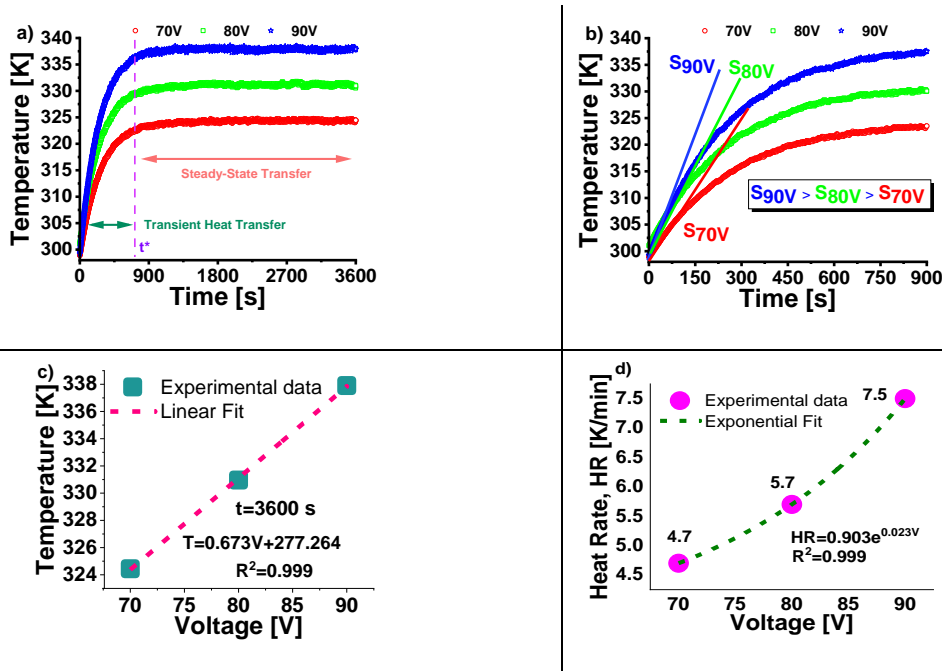 a)
70V 80V 90V
Temperature [K]
340
335
330
325
320
315
310
305
300
Steady-State Transfer
Transient Heat Transfer
t*
0 900 1800 2700 3600
Time [s]
b)
70V 80V 90V
Temperature [K]
340
335
330
325
320
315
310
305
300
S90V
S80V
S90V > S80V > S70V
S70V
0 150 300 450 600 750 900
Time [s]
c)
Experimental data
Linear Fit
Temperature [K]
338
336
334
332
330
328
326
324
t=3600 s
T=0.673V+277.264
R²=0.999
70 75 80 85 90
Voltage [V]
d)
Experimental data
Exponential Fit
Heat Rate, HR [K/min]
7.5
7.0
6.5
6.0
5.5
5.0
4.5
7.5
5.7
4.7
HR=0.903e^0.023V
R²=0.999
70 75 80 85 90
Voltage [V]